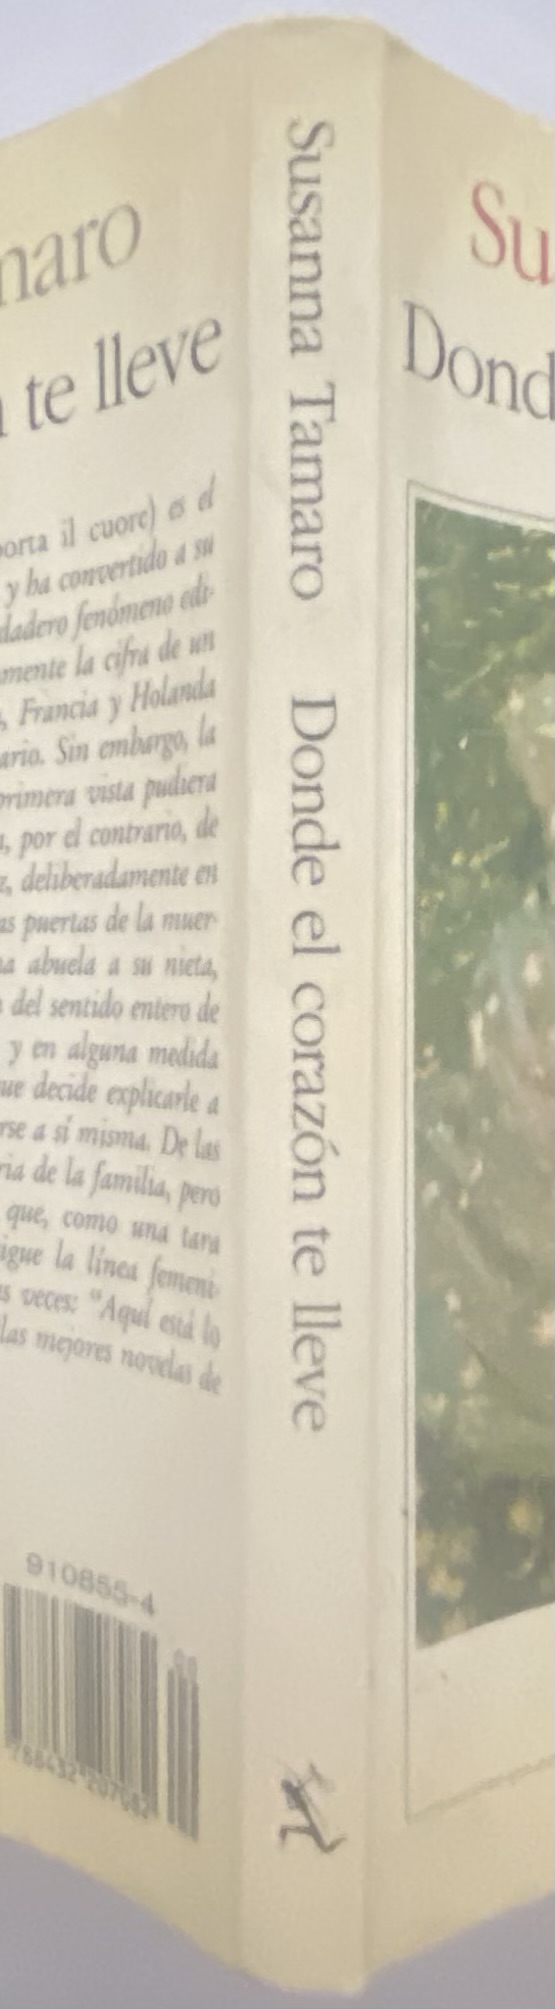 naro
te lleve
porta il cuore) es el
y ha convertido a su
dadero fenómeno edi-
mente la cifra de un
, Francia y Holanda
ario. Sin embargo, la
primera vista pudiera
, por el contrario, de
z, deliberadamente en
as puertas de la muer-
na abuela a su nieta,
del sentido entero de
y en alguna medida
ue decide explicarle a
rse a sí misma. De las
ria de la familia, pero
que, como una tara
igue la línea femeni-
s veces: "Aquí está lo
las mejores novelas de
910855-4
Susanna Tamaro Donde el corazón te lleve
Su
Dond